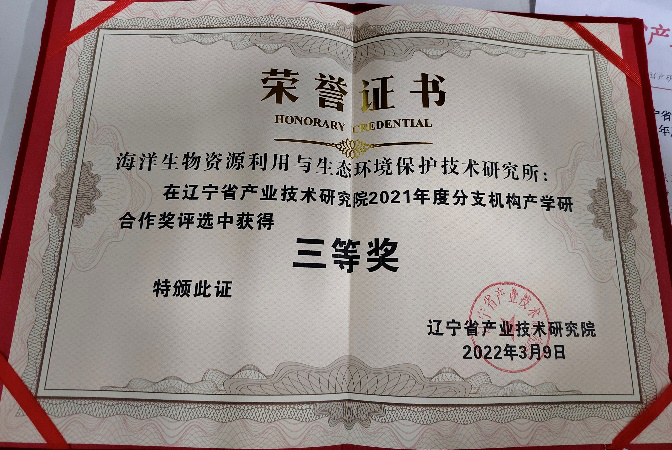 荣誉证书
HONORARY CREDENTIAL
海洋生物资源利用与生态环境保护技术研究所：
在辽宁省产业技术研究院2021年度分支机构产学研
合作奖评选中获得
三等奖
特颁此证
辽宁省产业技术研究院
2022年3月9日
产